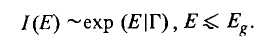 I(E) ~exp (E|Γ), E ⩽ E_g.